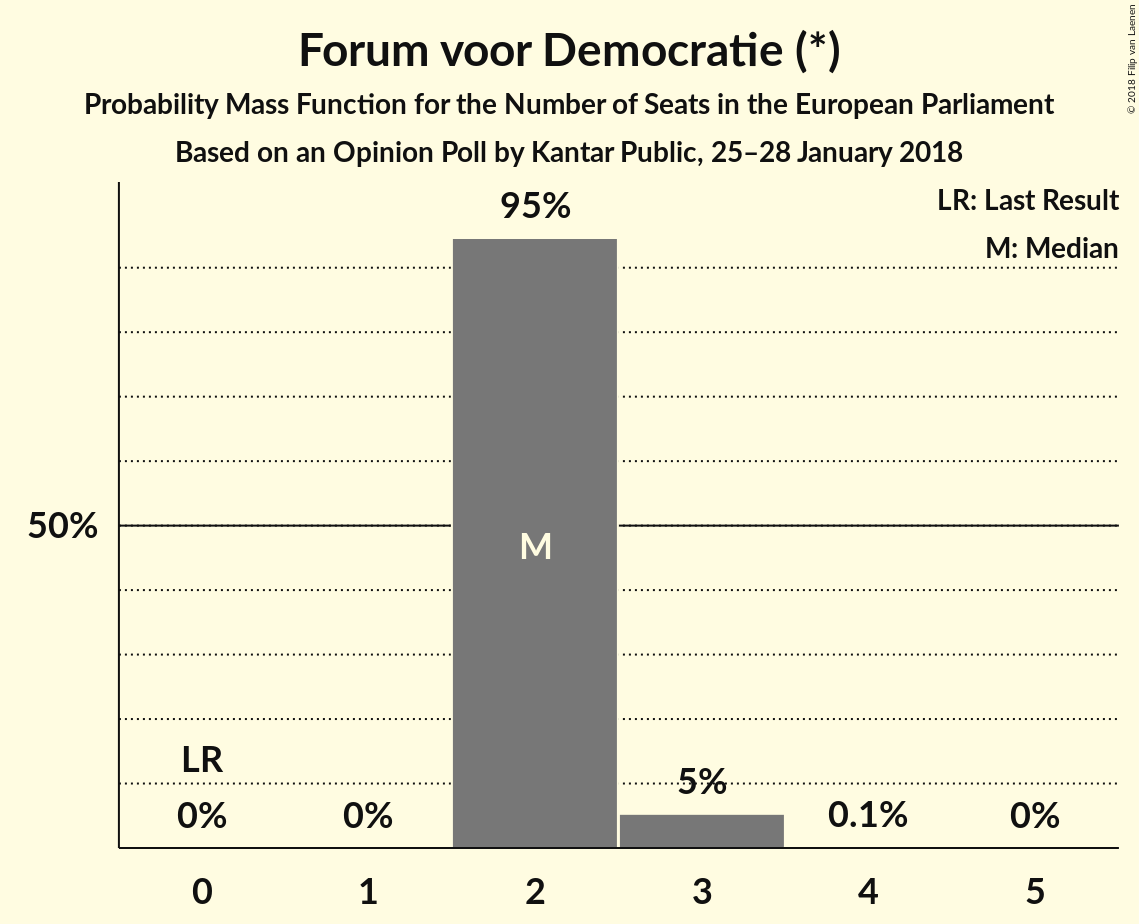 Forum voor Democratie (*)
Probability Mass Function for the Number of Seats in the European Parliament
Based on an Opinion Poll by Kantar Public, 25–28 January 2018
© 2018 Filip van Laenen
LR: Last Result
M: Median
95%
50%
M
LR
5%
0% 0% 0.1% 0%
0 1 2 3 4 5